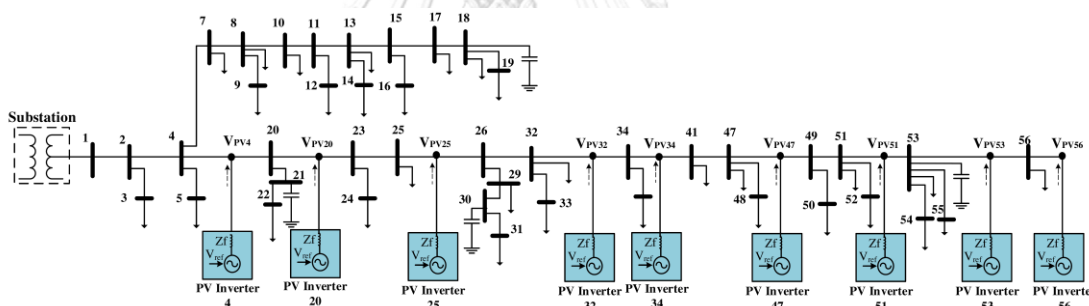 7 8 10 11 13 15 17 18
9 12 14 16 19
Substation
1 2 4 VPV4 20 VPV20 23 25 VPV25 26 32 VPV32 34 VPV34 41 47 VPV47 49 51 VPV51 53 VPV53 56 VPV56
3 5 22 21 24 30 29 31 33 48 50 52 54 55
Zf Zf Zf Zf Zf Zf Zf Zf Zf
Vref Vref Vref Vref Vref Vref Vref Vref Vref
PV Inverter PV Inverter PV Inverter PV Inverter PV Inverter PV Inverter PV Inverter PV Inverter PV Inverter
4 20 25 32 34 47 51 53 56